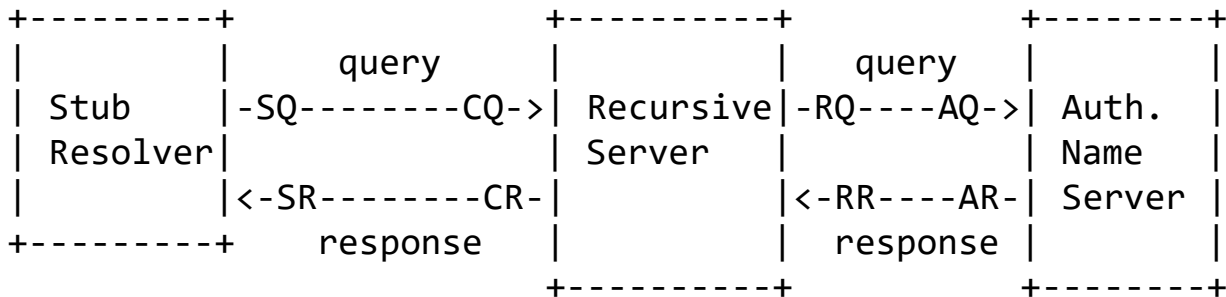 +---------+               +----------+           +--------+
|         |     query     |          |   query   |        |
| Stub    |-SQ--------CQ->| Recursive|-RQ----AQ->| Auth.  |
| Resolver|               | Server   |           | Name   |
|         |<-SR--------CR-|          |<-RR----AR-| Server |
+---------+    response   |          |  response |        |
                          +----------+           +--------+